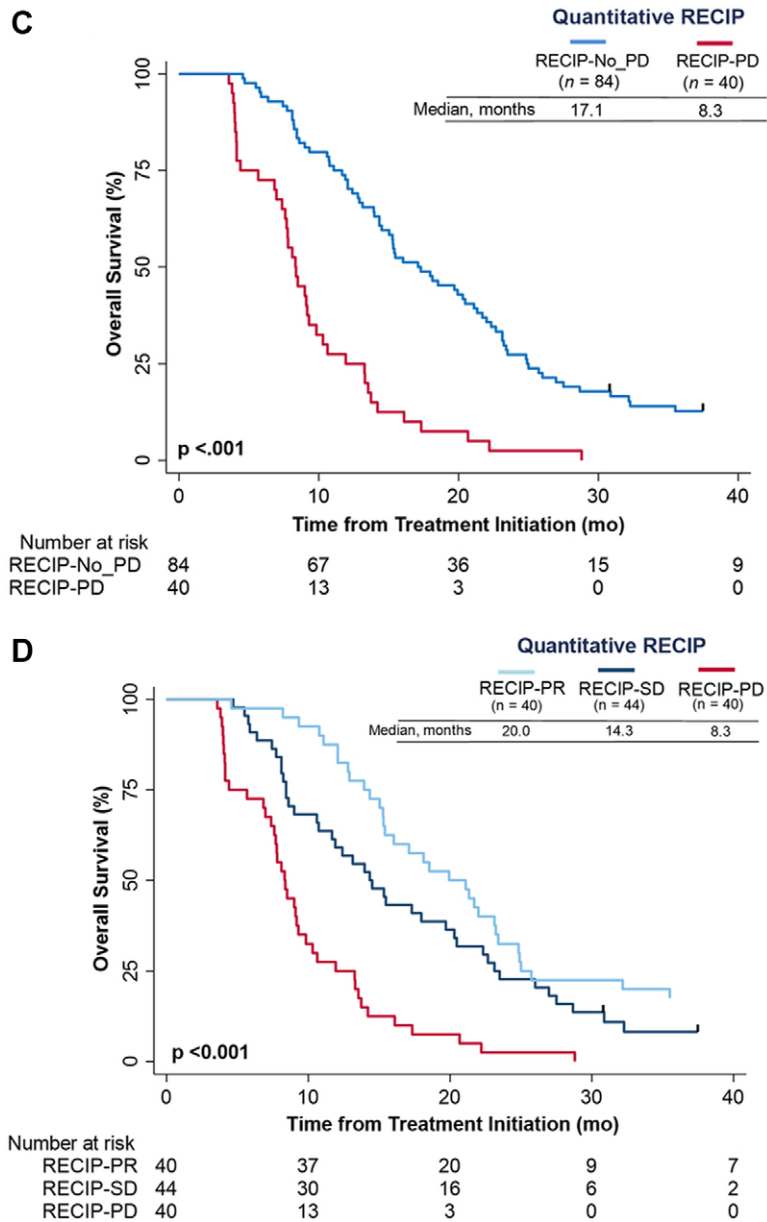 C
Quantitative RECIP
RECIP-No_PD RECIP-PD
(n = 84) (n = 40)
Median, months 17.1 8.3
100
75
50
25
0
Overall Survival (%)
p <.001
0 10 20 30 40
Time from Treatment Initiation (mo)
Number at risk
RECIP-No_PD 84 67 36 15 9
RECIP-PD 40 13 3 0 0
D
Quantitative RECIP
RECIP-PR RECIP-SD RECIP-PD
(n = 40) (n = 44) (n = 40)
Median, months 20.0 14.3 8.3
100
75
50
25
0
Overall Survival (%)
p <0.001
0 10 20 30 40
Time from Treatment Initiation (mo)
Number at risk
RECIP-PR 40 37 20 9 7
RECIP-SD 44 30 16 6 2
RECIP-PD 40 13 3 0 0